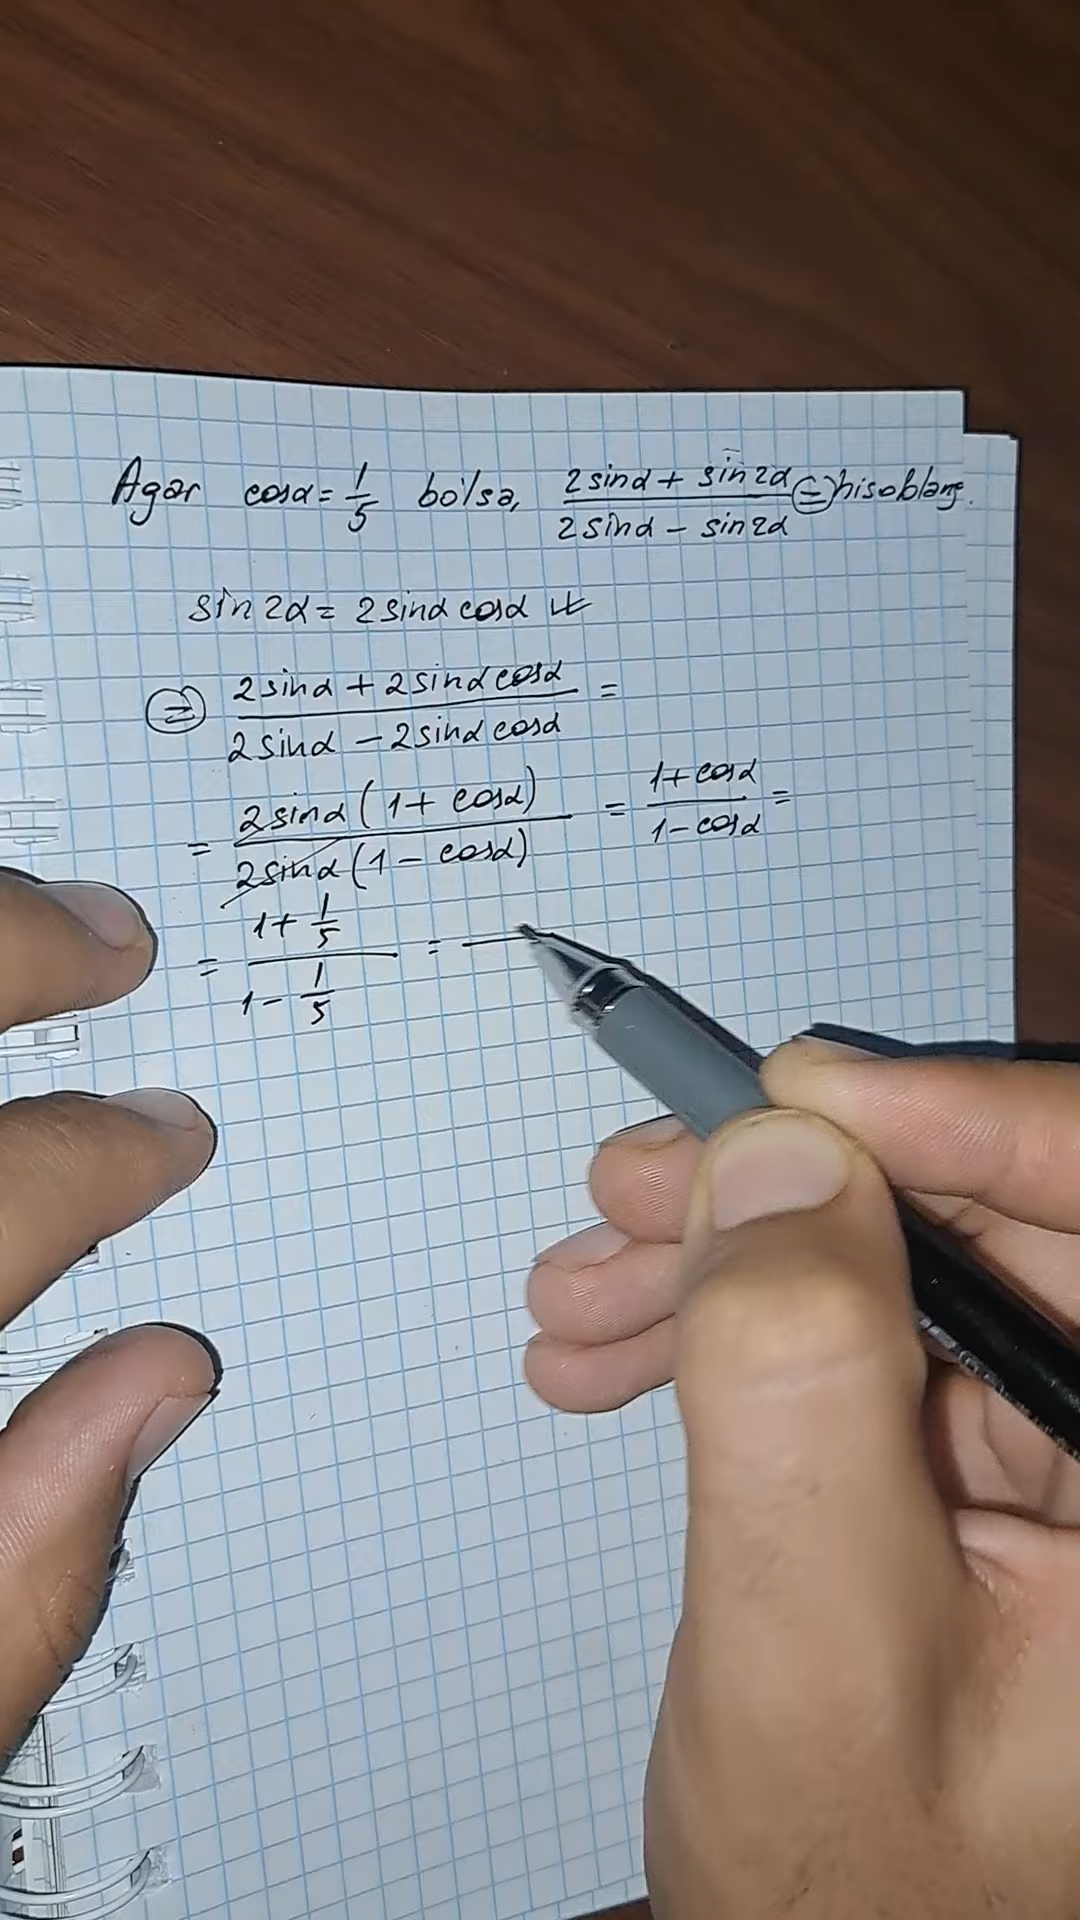 Agar cosα = 1/5 bo'lsa, (2sinα + sin2α)/(2sinα - sin2α) = hisoblang.
sin2α = 2sinα cosα
= (2sinα + 2sinα cosα)/(2sinα - 2sinα cosα) =
= (2sinα(1 + cosα))/(2sinα(1 - cosα)) = (1 + cosα)/(1 - cosα) =
= (1 + 1/5)/(1 - 1/5) =